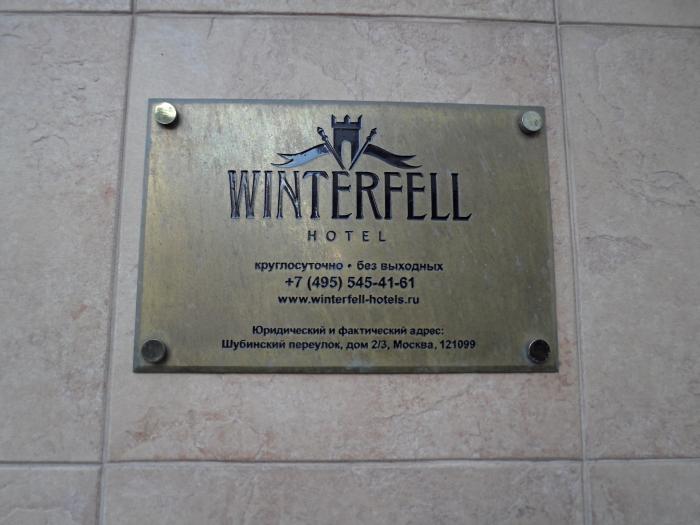 WINTERFELL
HOTEL
круглосуточно • без выходных
+7 (495) 545-41-61
www.winterfell-hotels.ru
Юридический и фактический адрес:
Шубинский переулок, дом 2/3, Москва, 121099